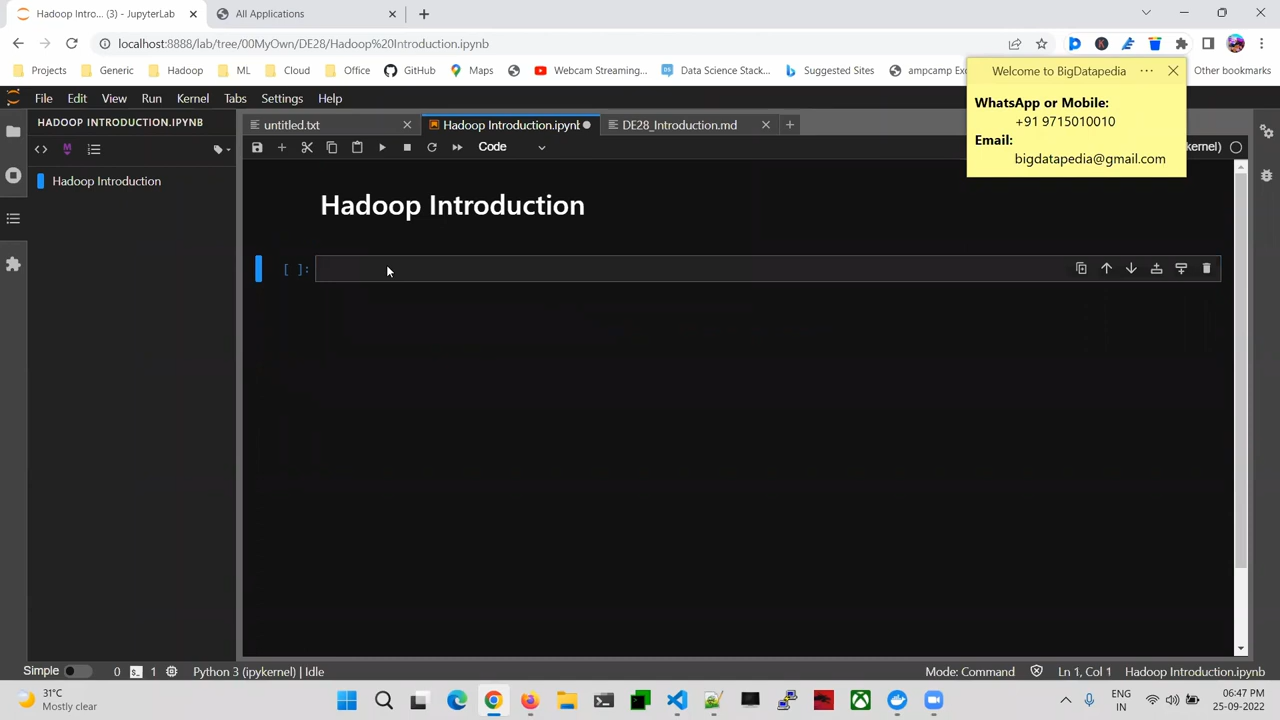 Hadoop Intro... (3) - JupyterLab
All Applications
localhost:8888/lab/tree/00MyOwn/DE28/Hadoop%20Introduction.ipynb
Projects
Generic
Hadoop
ML
Cloud
Office
GitHub
Maps
Webcam Streaming...
Data Science Stack...
Suggested Sites
ampcamp Exe
Other bookmarks
Welcome to BigDatapedia
WhatsApp or Mobile:
+91 9715010010
Email:
bigdatapedia@gmail.com
File Edit View Run Kernel Tabs Settings Help
HADOOP INTRODUCTION.IPYNB
untitled.txt
Hadoop Introduction.ipynb
DE28_Introduction.md
Code
kernel)
Hadoop Introduction
Hadoop Introduction
[ ]:
Simple
0
1
Python 3 (ipykernel) | Idle
Mode: Command
Ln 1, Col 1
Hadoop Introduction.ipynb
31°C
Mostly clear
ENG
IN
06:47 PM
25-09-2022